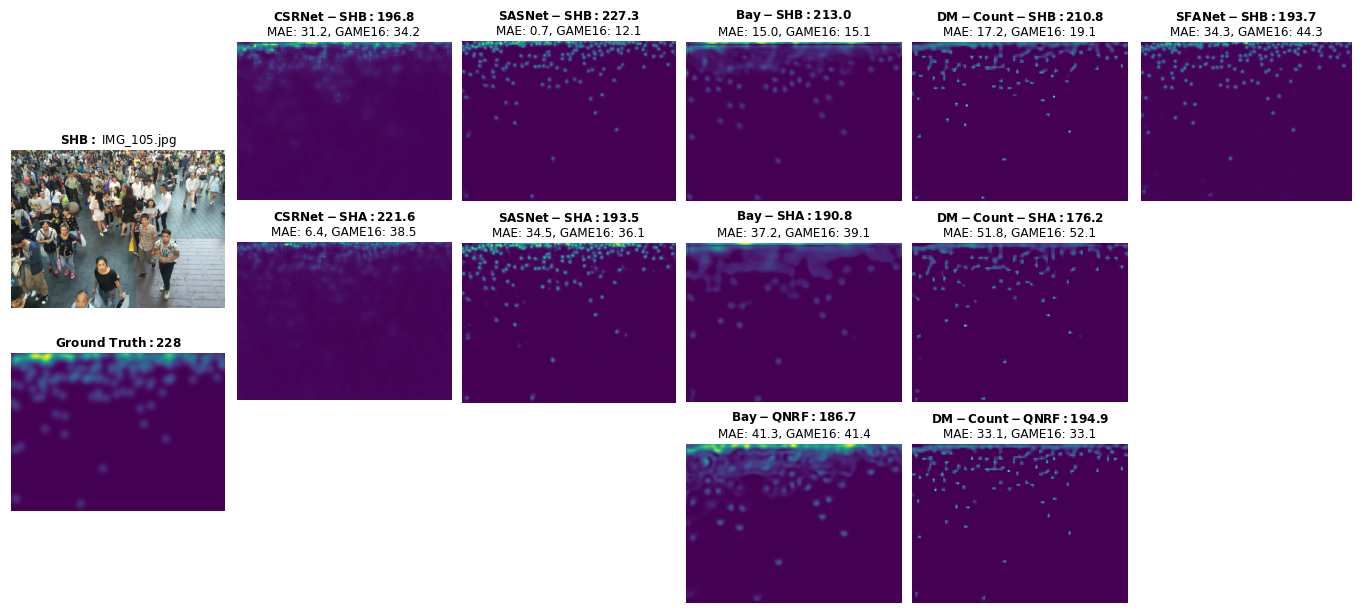 SHB: IMG_105.jpg
Ground Truth: 228
CSRNet-SHB: 196.8
MAE: 31.2, GAME16: 34.2
SASNet-SHB: 227.3
MAE: 0.7, GAME16: 12.1
Bay-SHB: 213.0
MAE: 15.0, GAME16: 15.1
DM-Count-SHB: 210.8
MAE: 17.2, GAME16: 19.1
SFANet-SHB: 193.7
MAE: 34.3, GAME16: 44.3
CSRNet-SHA: 221.6
MAE: 6.4, GAME16: 38.5
SASNet-SHA: 193.5
MAE: 34.5, GAME16: 36.1
Bay-SHA: 190.8
MAE: 37.2, GAME16: 39.1
DM-Count-SHA: 176.2
MAE: 51.8, GAME16: 52.1
Bay-QNRF: 186.7
MAE: 41.3, GAME16: 41.4
DM-Count-QNRF: 194.9
MAE: 33.1, GAME16: 33.1